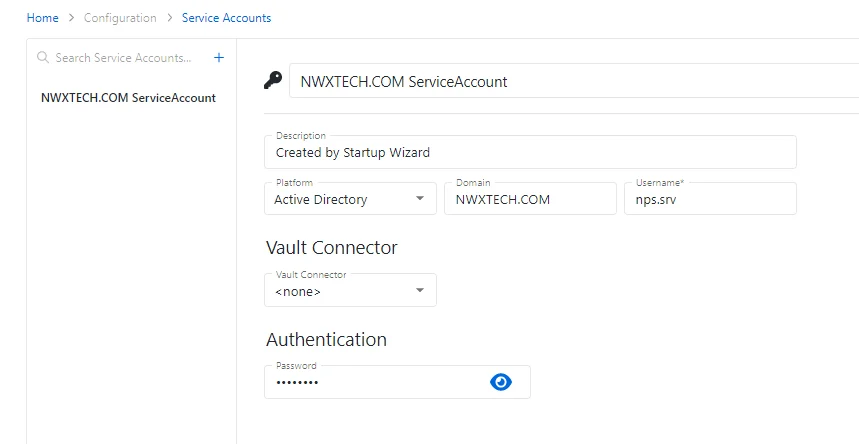 Home > Configuration > Service Accounts
Search Service Accounts... +
NWXTECH.COM ServiceAccount
NWXTECH.COM ServiceAccount
Description
Created by Startup Wizard
Platform Domain Username*
Active Directory NWXTECH.COM nps.srv
Vault Connector
Vault Connector
<none>
Authentication
Password
••••••••